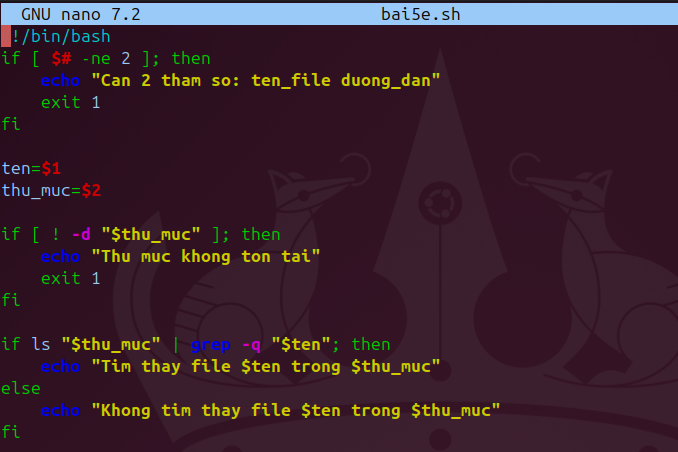 GNU nano 7.2 bai5e.sh
#!/bin/bash
if [ $# -ne 2 ]; then
    echo "Can 2 tham so: ten_file duong_dan"
    exit 1
fi

ten=$1
thu_muc=$2

if [ ! -d "$thu_muc" ]; then
    echo "Thu muc khong ton tai"
    exit 1
fi

if ls "$thu_muc" | grep -q "$ten"; then
    echo "Tim thay file $ten trong $thu_muc"
else
    echo "Khong tim thay file $ten trong $thu_muc"
fi